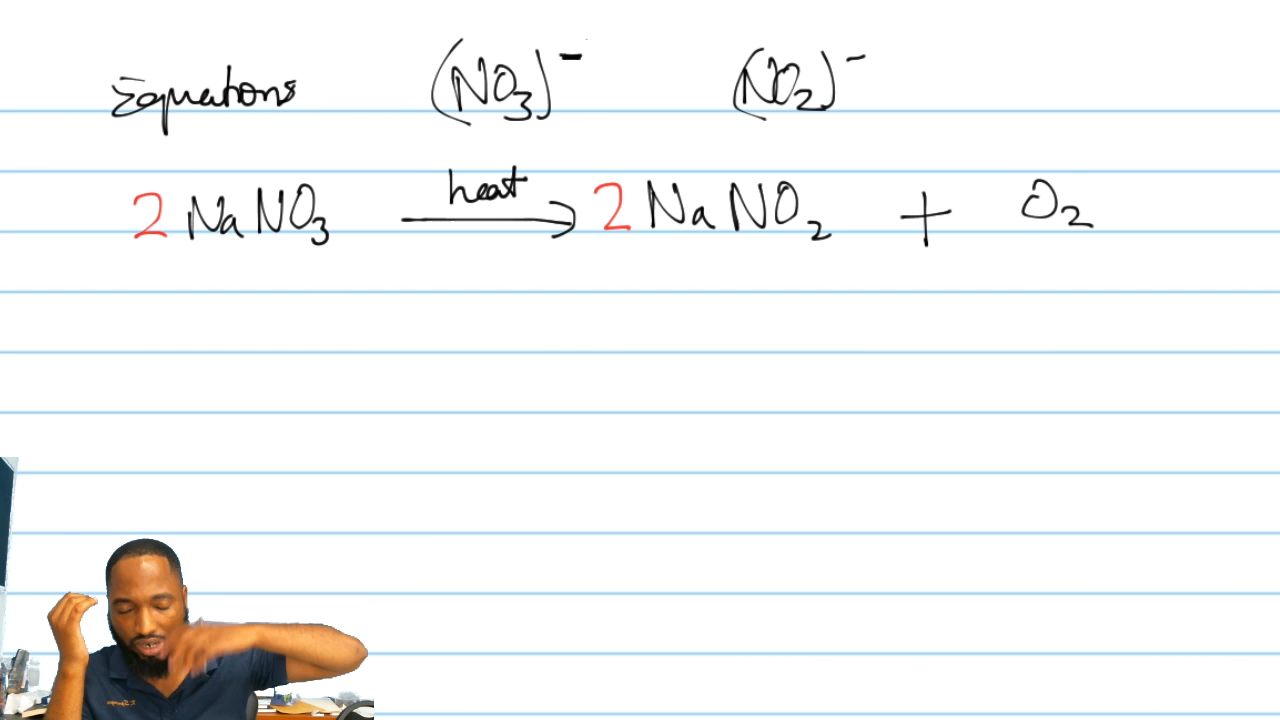 Equations (NO₃)⁻ (NO₂)⁻
heat
2 NaNO₃ → 2 NaNO₂ + O₂